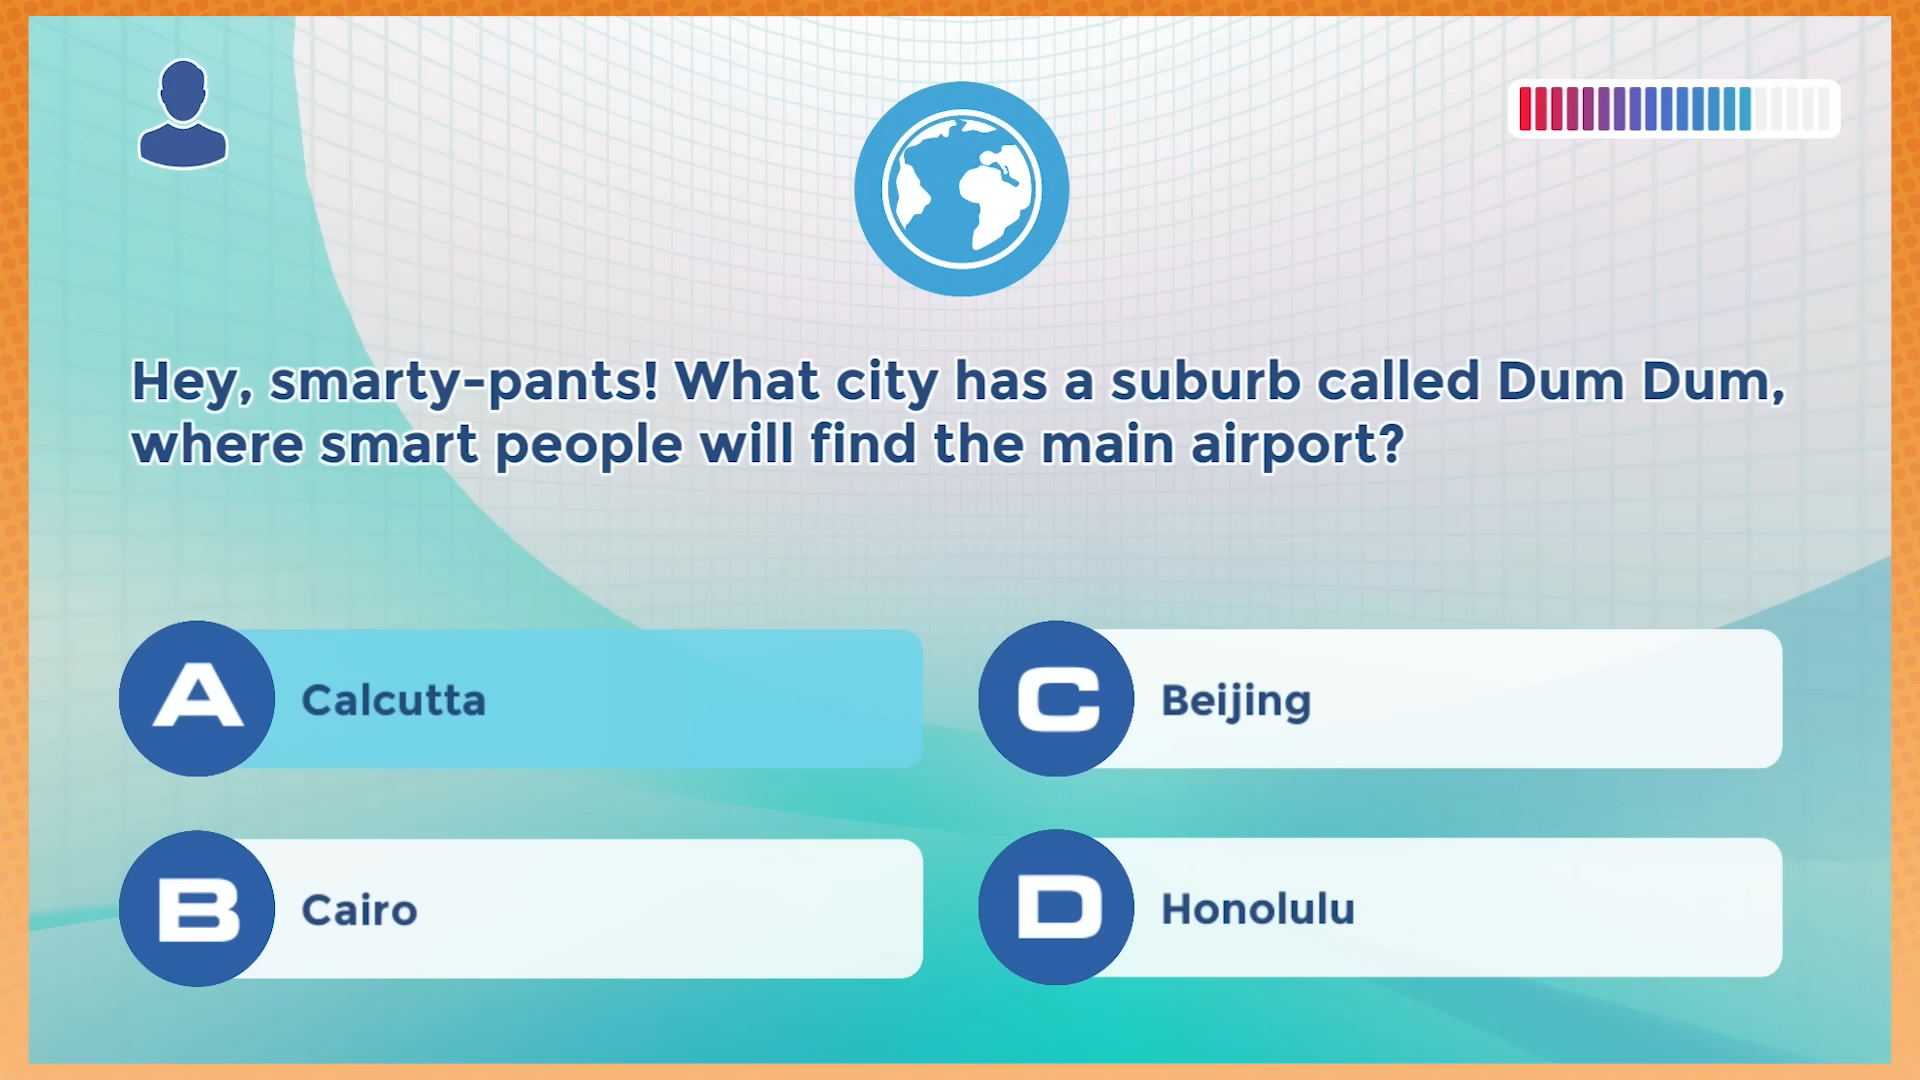 Hey, smarty-pants! What city has a suburb called Dum Dum,
where smart people will find the main airport?
A Calcutta
C Beijing
B Cairo
D Honolulu